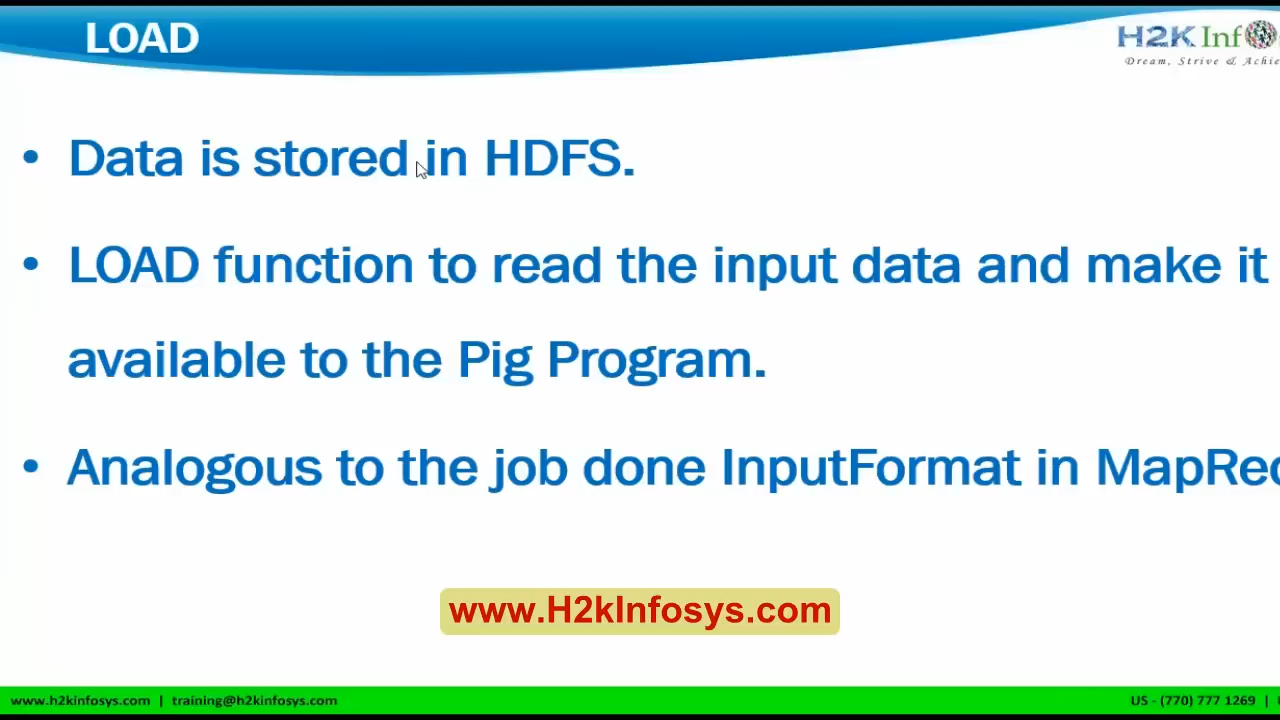 LOAD
H2K Inf
Dream, Strive & Achie
• Data is stored in HDFS.
• LOAD function to read the input data and make it
available to the Pig Program.
• Analogous to the job done InputFormat in MapRed
www.H2kInfosys.com
www.h2kinfosys.com | training@h2kinfosys.com
US - (770) 777 1269 |